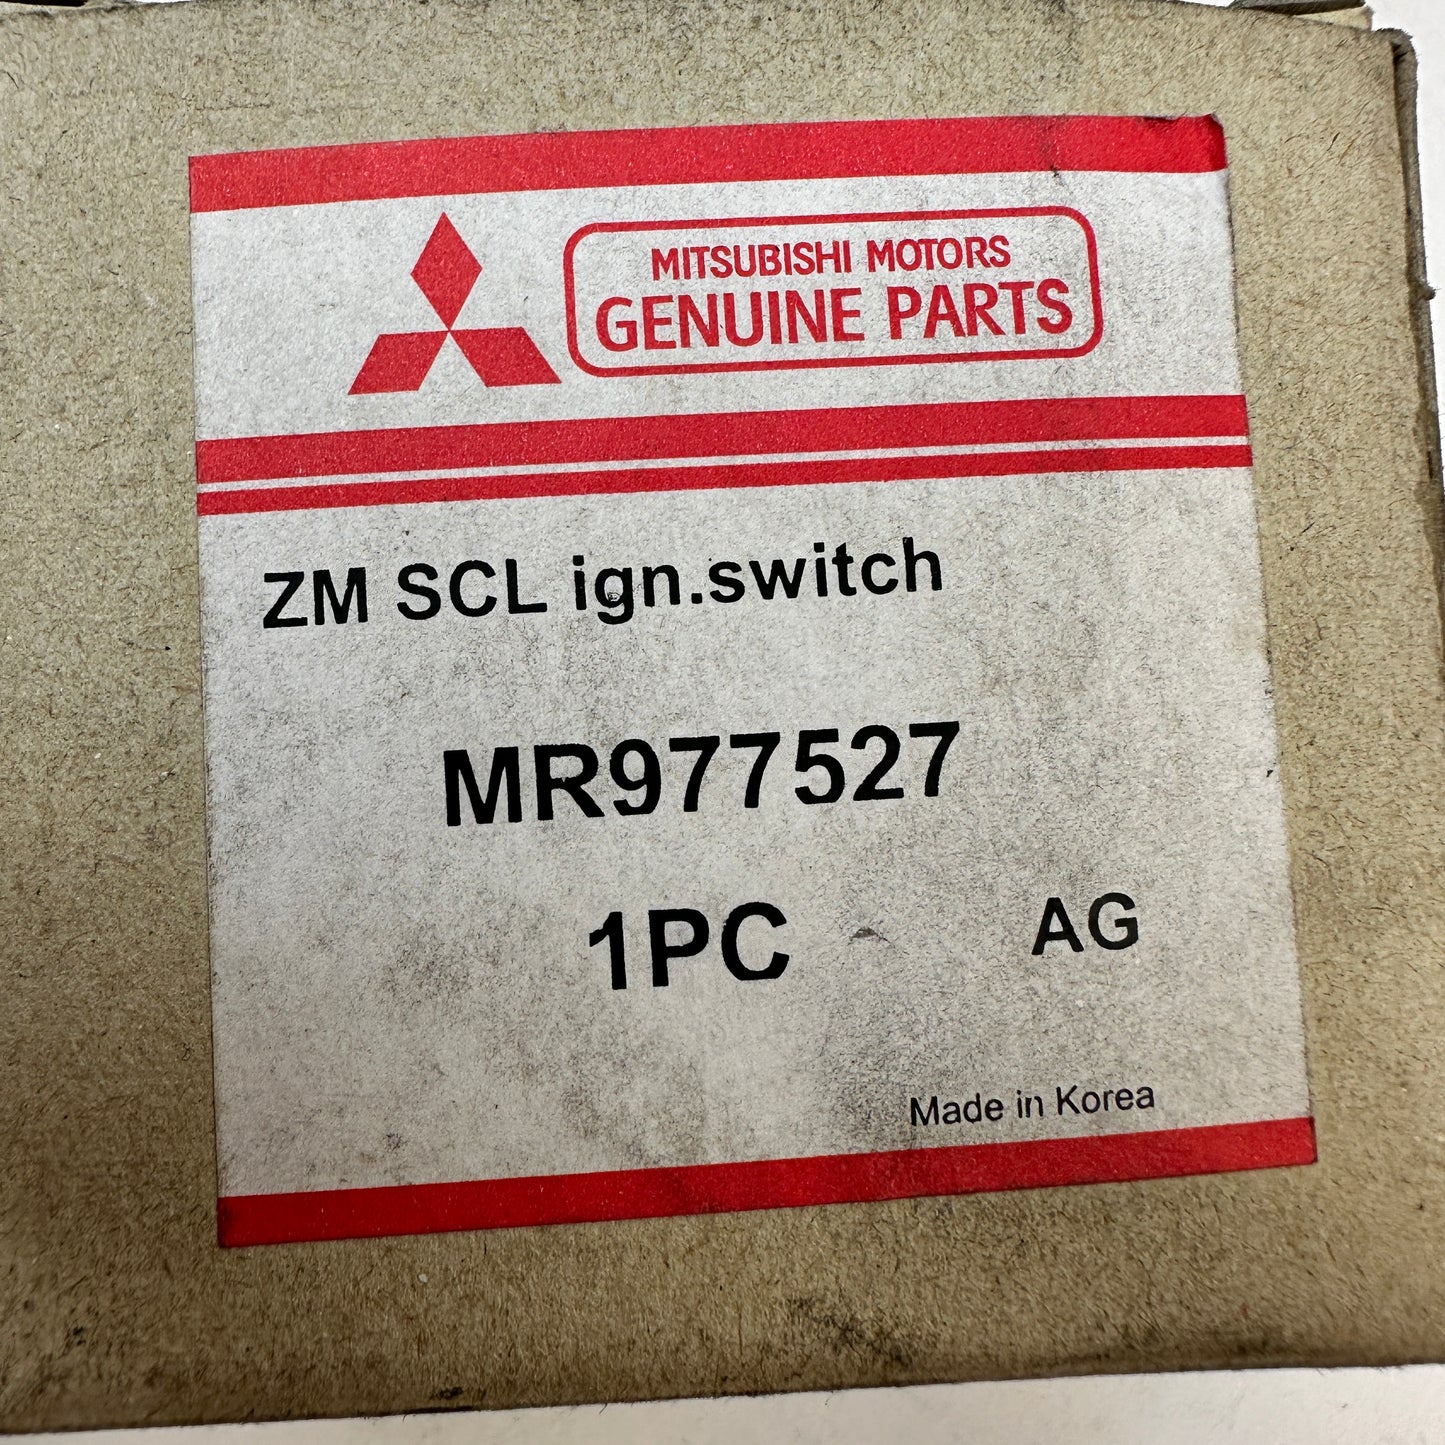 MITSUBISHI MOTORS
GENUINE PARTS
ZM SCL ign.switch
MR977527
1PC AG
Made in Korea